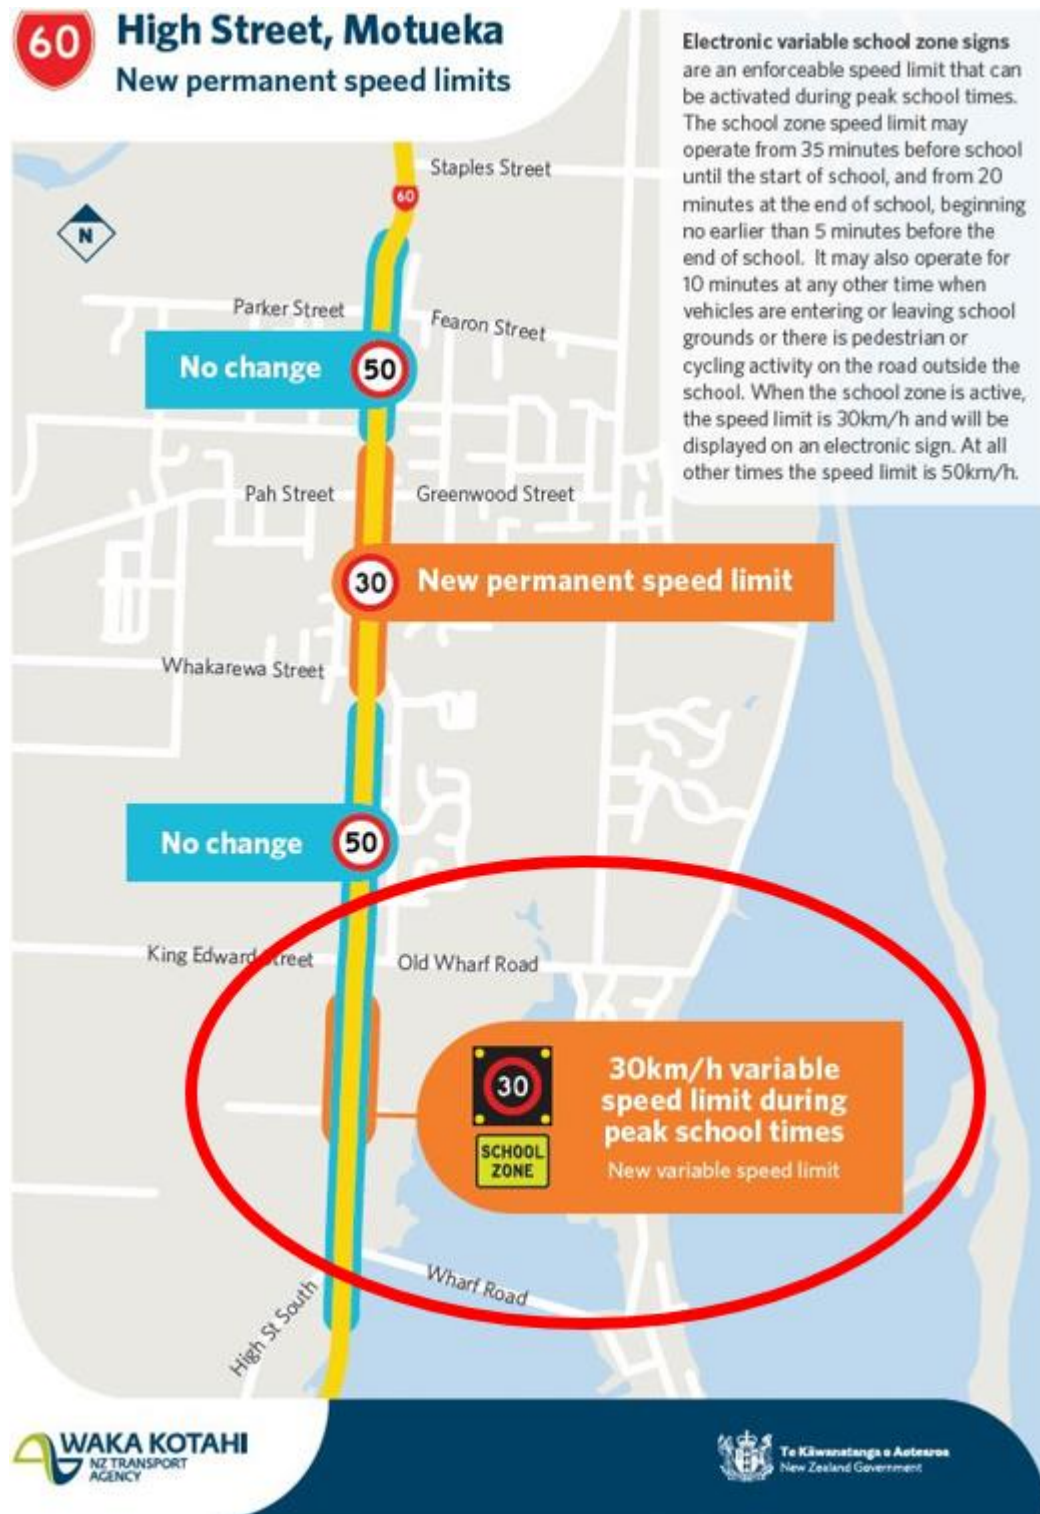 60
High Street, Motueka
New permanent speed limits
Electronic variable school zone signs
are an enforceable speed limit that can
be activated during peak school times.
The school zone speed limit may
operate from 35 minutes before school
until the start of school, and from 20
minutes at the end of school, beginning
no earlier than 5 minutes before the
end of school. It may also operate for
10 minutes at any other time when
vehicles are entering or leaving school
grounds or there is pedestrian or
cycling activity on the road outside the
school. When the school zone is active,
the speed limit is 30km/h and will be
displayed on an electronic sign. At all
other times the speed limit is 50km/h.
Staples Street
60
N
Parker Street
Fearon Street
No change
50
Pah Street
Greenwood Street
30
New permanent speed limit
Whakarewa Street
No change
50
King Edward Street
Old Wharf Road
30
SCHOOL
ZONE
30km/h variable
speed limit during
peak school times
New variable speed limit
Wharf Road
High St South
WAKA KOTAHI
NZ TRANSPORT
AGENCY
Te Kāwanatanga o Aotearoa
New Zealand Government